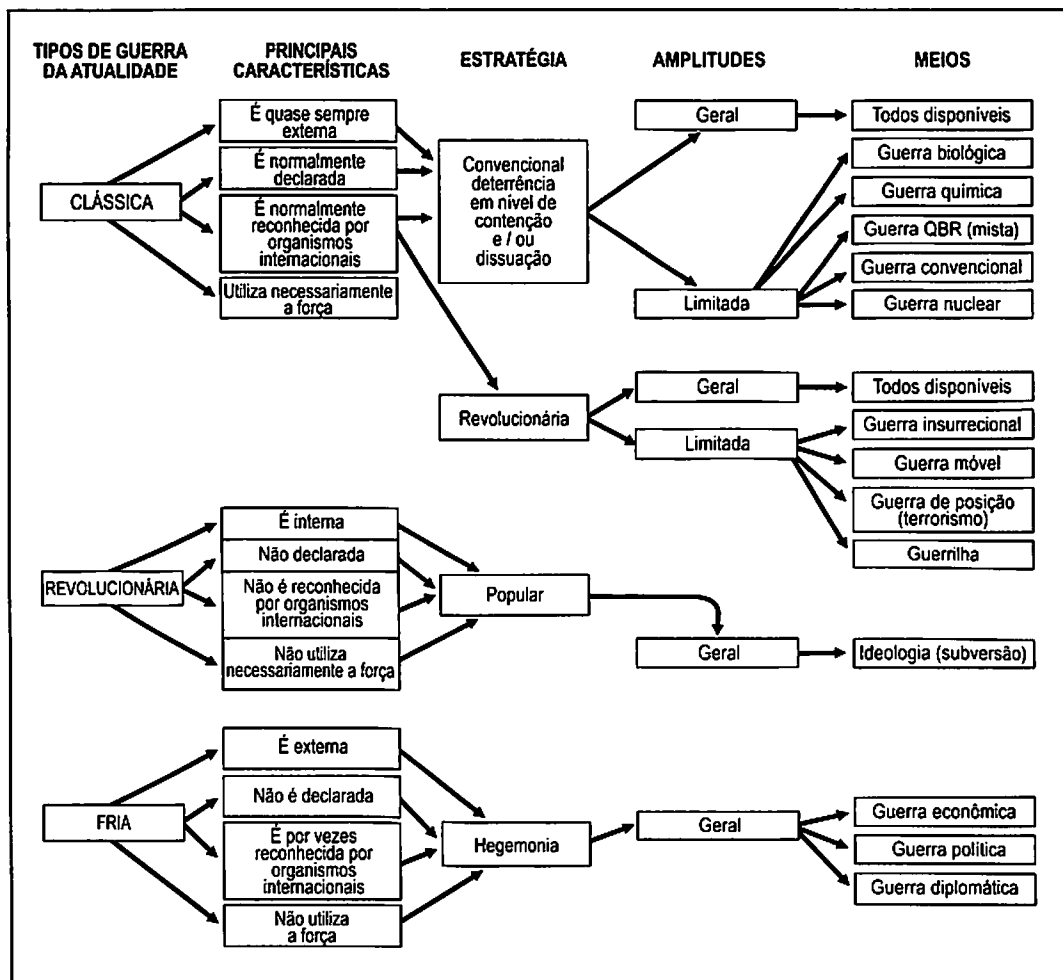 TIPOS DE GUERRA
DA ATUALIDADE
PRINCIPAIS
CARACTERÍSTICAS
ESTRATÉGIA
AMPLITUDES
MEIOS
CLÁSSICA
É quase sempre
externa
É normalmente
declarada
É normalmente
reconhecida por
organismos
internacionais
Utiliza necessariamente
a força
Convencional
deterrência
em nível de
contenção
e / ou
dissuação
Geral
Limitada
Todos disponíveis
Guerra biológica
Guerra química
Guerra QBR (mista)
Guerra convencional
Guerra nuclear
Revolucionária
Geral
Limitada
Todos disponíveis
Guerra insurrecional
Guerra móvel
Guerra de posição
(terrorismo)
Guerrilha
REVOLUCIONÁRIA
É interna
Não declarada
Não é reconhecida
por organismos
internacionais
Não utiliza
necessariamente a força
Popular
Geral
Ideologia (subversão)
FRIA
É externa
Não é declarada
É por vezes
reconhecida por
organismos
internacionais
Não utiliza
a força
Hegemonia
Geral
Guerra econômica
Guerra política
Guerra diplomática